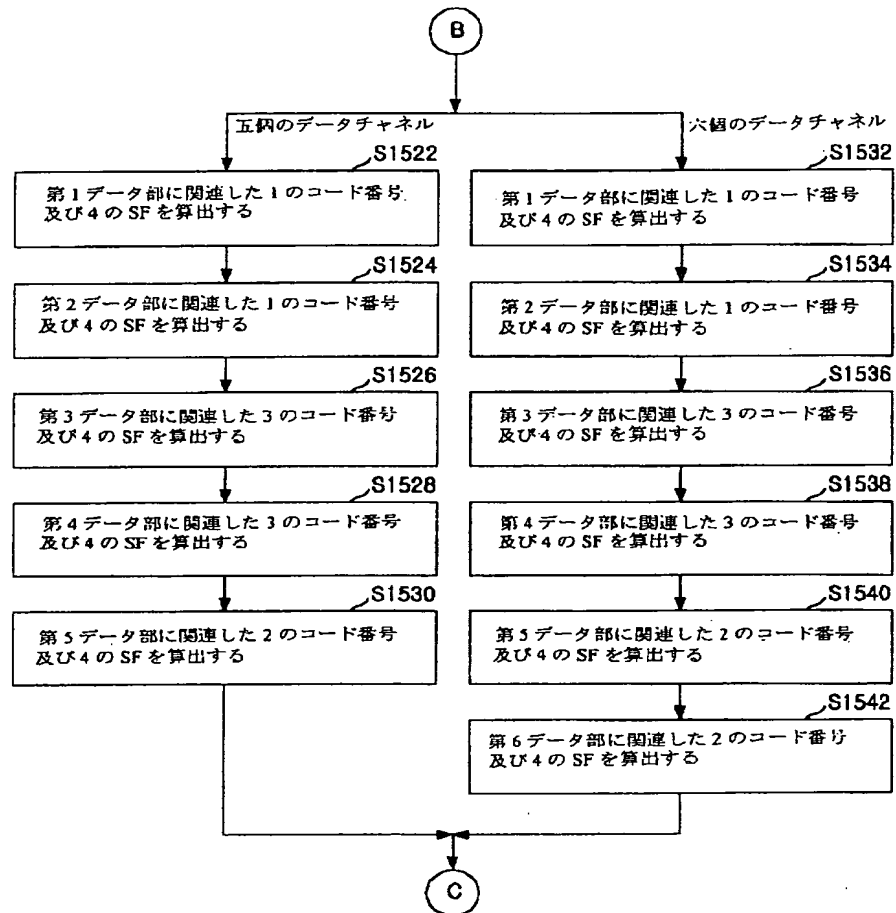 B
五個のデータチャネル
六個のデータチャネル
S1522
第1データ部に関連した1のコード番号
及び4のSFを算出する
S1524
第2データ部に関連した1のコード番号
及び4のSFを算出する
S1526
第3データ部に関連した3のコード番号
及び4のSFを算出する
S1528
第4データ部に関連した3のコード番号
及び4のSFを算出する
S1530
第5データ部に関連した2のコード番号
及び4のSFを算出する
S1532
第1データ部に関連した1のコード番号
及び4のSFを算出する
S1534
第2データ部に関連した1のコード番号
及び4のSFを算出する
S1536
第3データ部に関連した3のコード番号
及び4のSFを算出する
S1538
第4データ部に関連した3のコード番号
及び4のSFを算出する
S1540
第5データ部に関連した2のコード番号
及び4のSFを算出する
S1542
第6データ部に関連した2のコード番号
及び4のSFを算出する
C